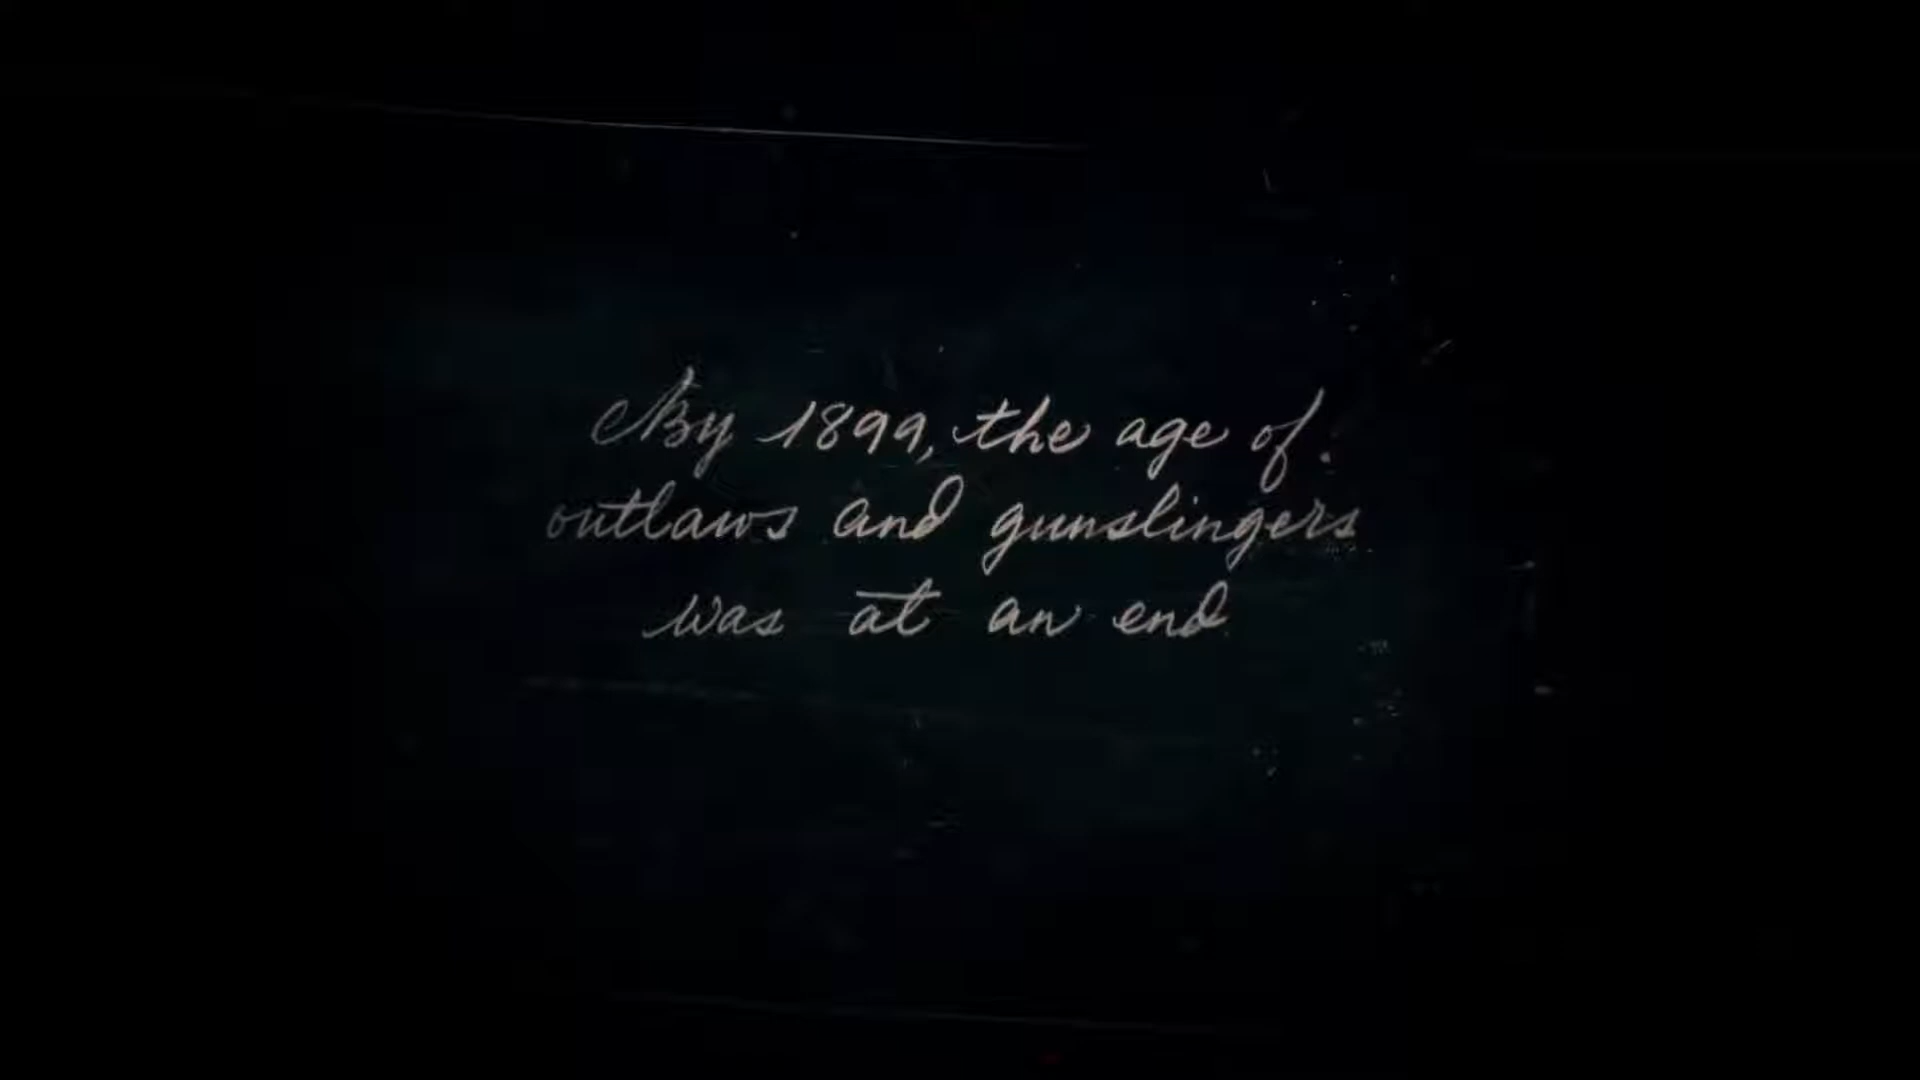 By 1899, the age of
outlaws and gunslingers
was at an end